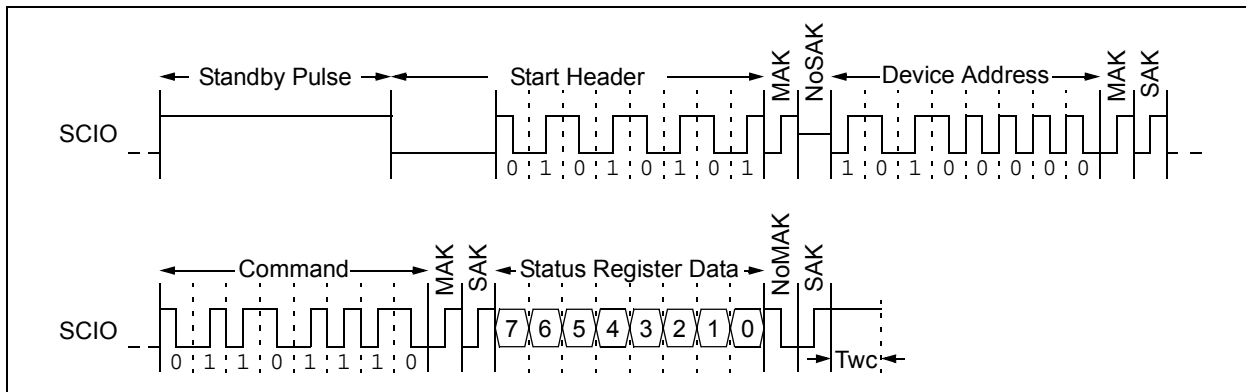 Standby Pulse Start Header MAK NoSAK Device Address MAK SAK
SCIO
0 1 0 1 0 1 0 1 1 0 1 0 0 0 0 0
Command MAK SAK Status Register Data NoMAK SAK
SCIO 7 6 5 4 3 2 1 0
0 1 1 0 1 1 1 0 Twc